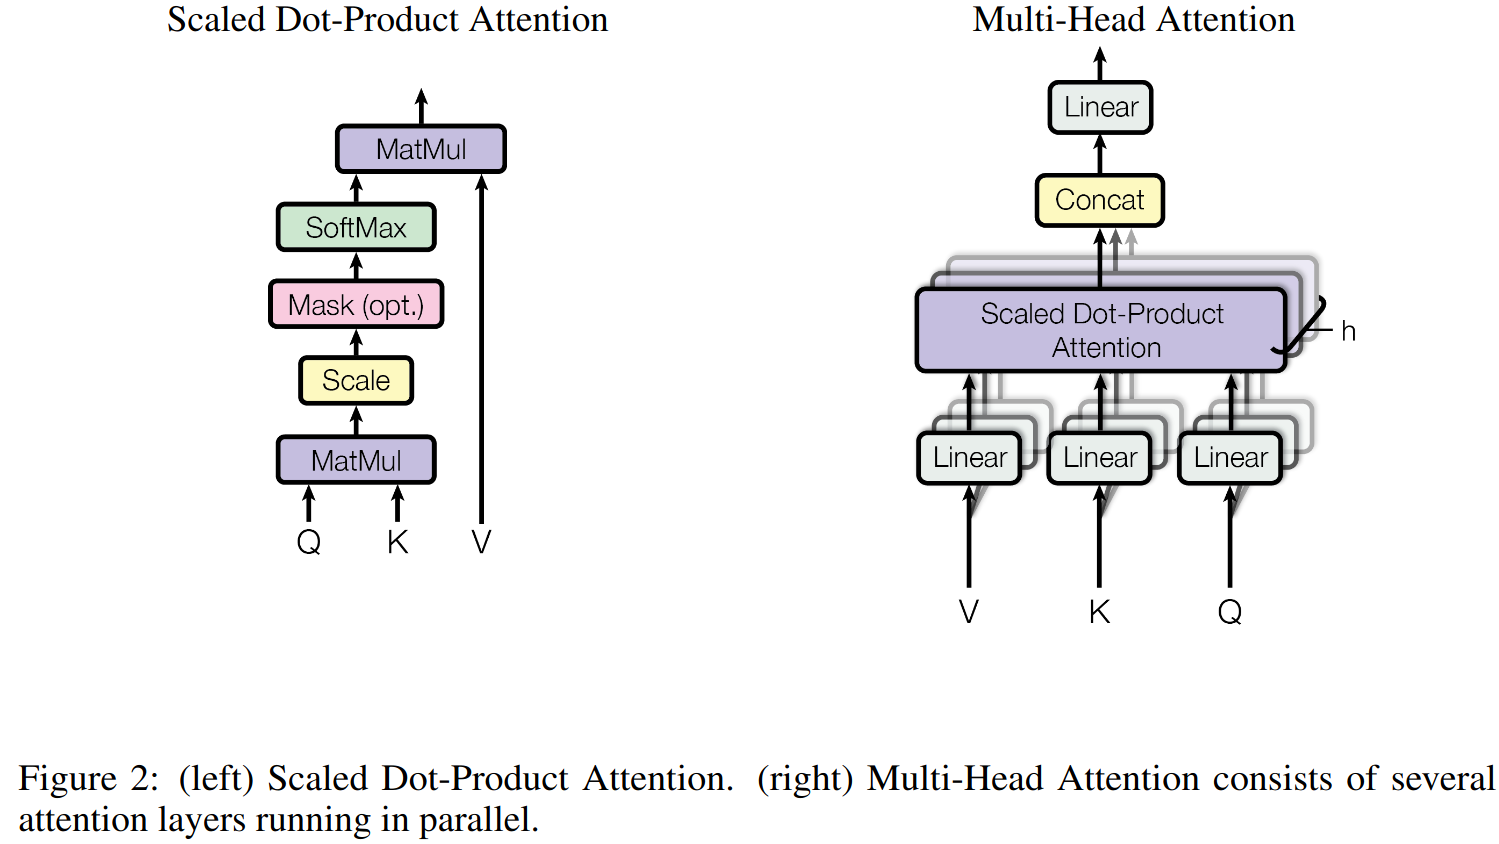 Scaled Dot-Product Attention
MatMul
SoftMax
Mask (opt.)
Scale
MatMul
Q K V
Multi-Head Attention
Linear
Concat
Scaled Dot-Product
Attention
h
Linear Linear Linear
V K Q
Figure 2: (left) Scaled Dot-Product Attention. (right) Multi-Head Attention consists of several
attention layers running in parallel.